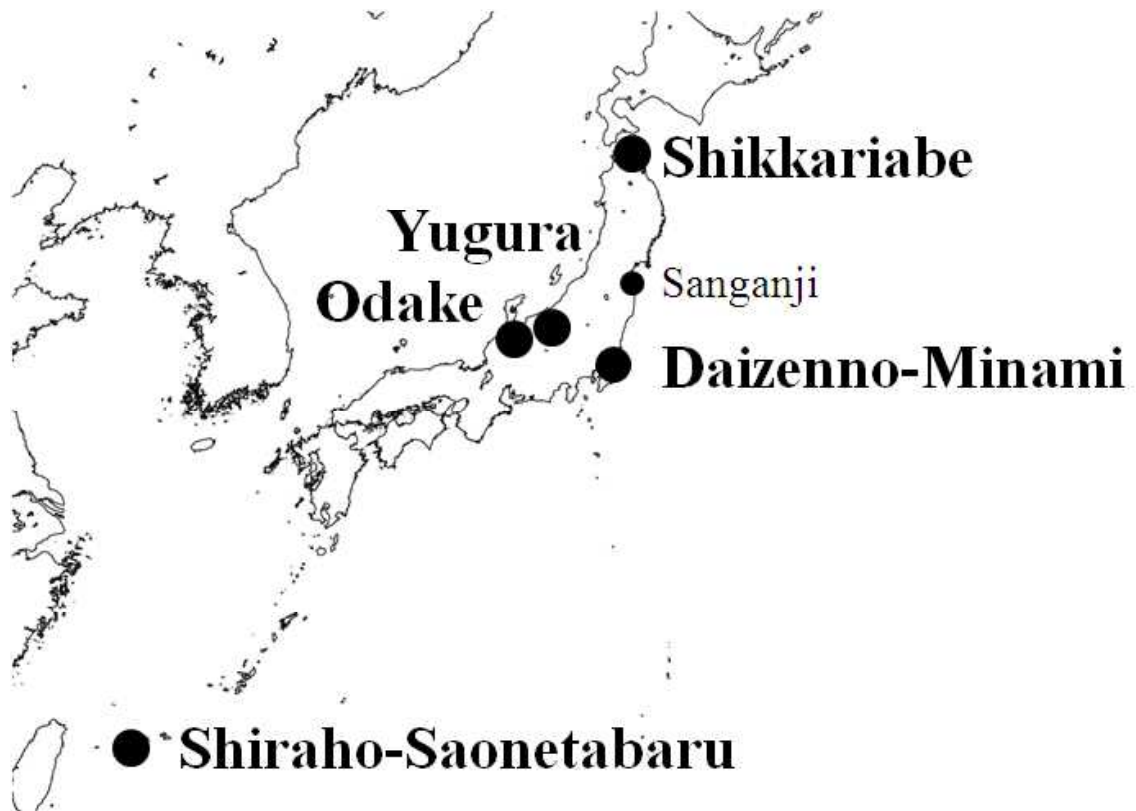 Shikkariabe
Yugura
Sanganji
Odake
Daizenno-Minami
Shiraho-Saonetabaru